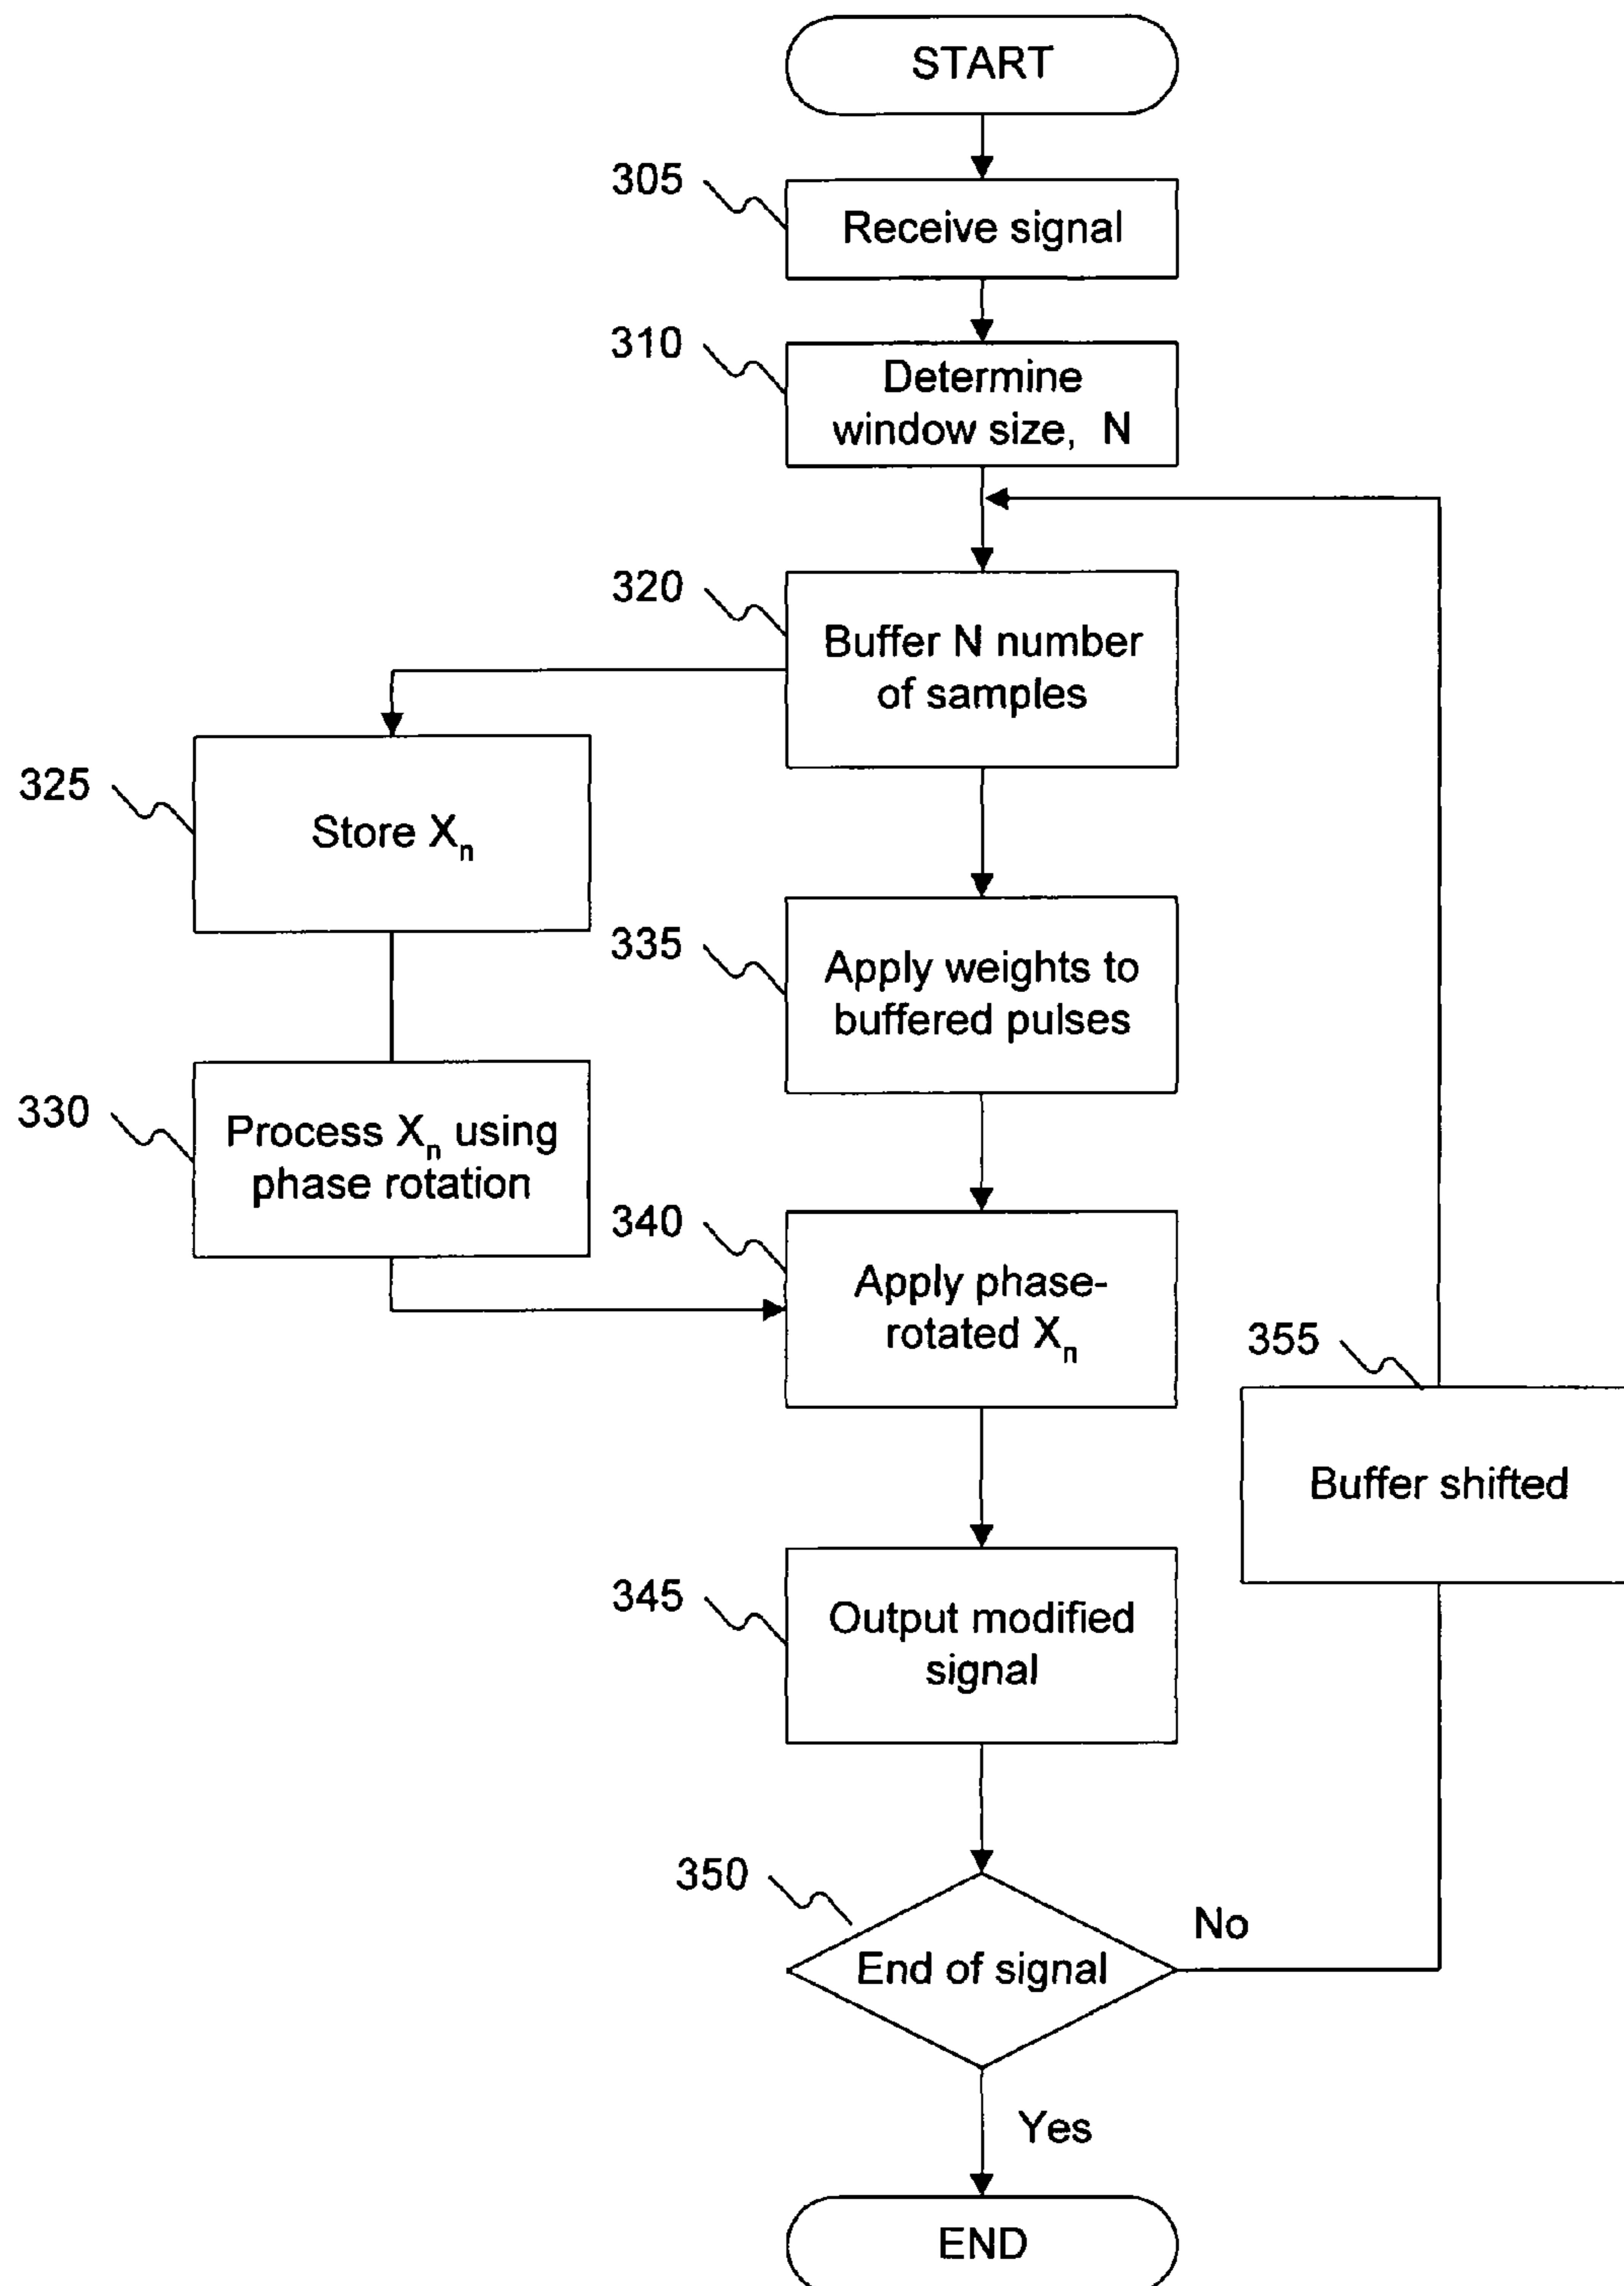 START
305
Receive signal
310
Determine
window size, N
320
Buffer N number
of samples
325
Store Xn
335
Apply weights to
buffered pulses
330
Process Xn using
phase rotation
340
Apply phase-
rotated Xn
355
Buffer shifted
345
Output modified
signal
350
End of signal
No
Yes
END